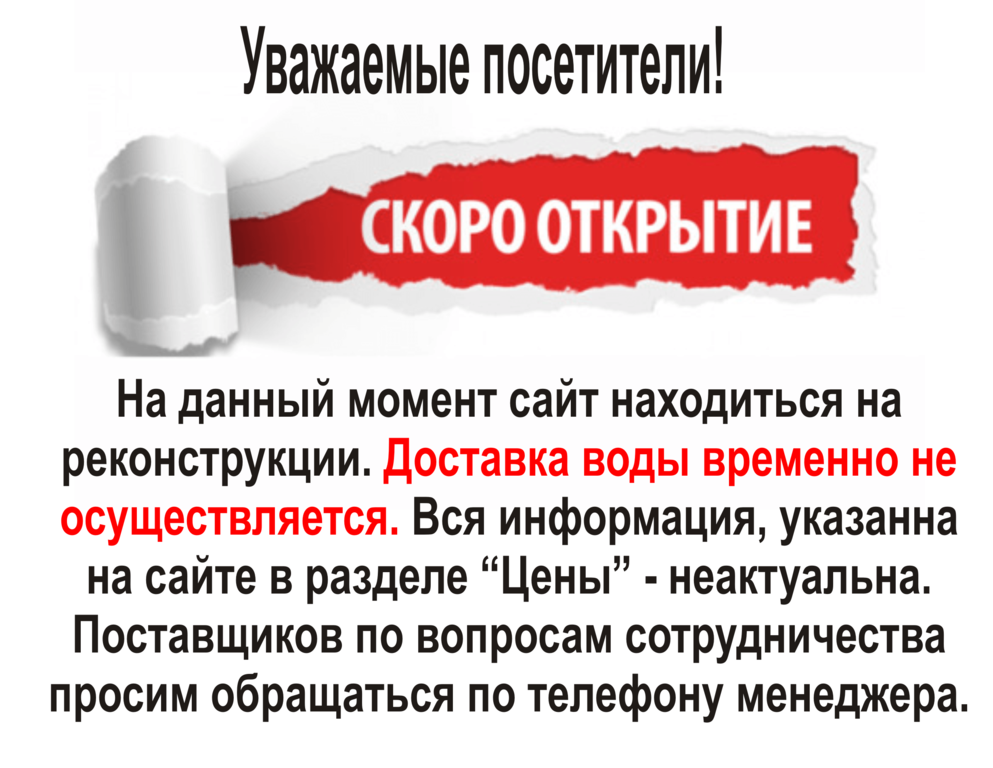 Уважаемые посетители!
СКОРО ОТКРЫТИЕ
На данный момент сайт находиться на
реконструкции. Доставка воды временно не
осуществляется. Вся информация, указанна
на сайте в разделе “Цены” - неактуальна.
Поставщиков по вопросам сотрудничества
просим обращаться по телефону менеджера.